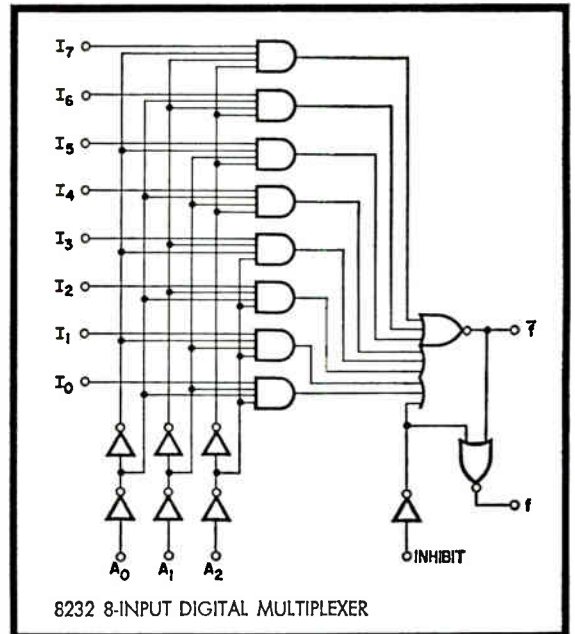 I7
I6
I5
I4
I3
I2
I1
I0
f̅
f
A0 A1 A2 INHIBIT
8232 8-INPUT DIGITAL MULTIPLEXER